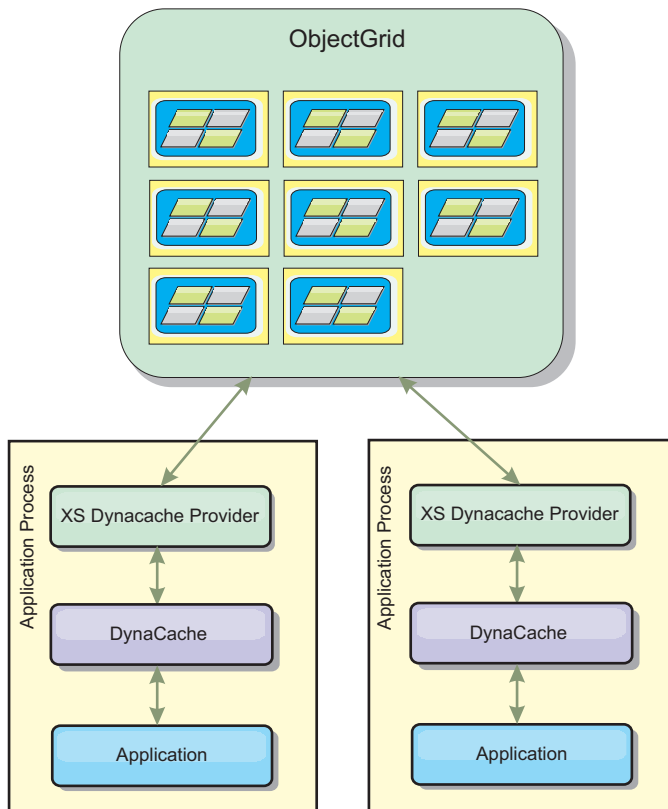 ObjectGrid
Application Process
XS Dynacache Provider
DynaCache
Application
Application Process
XS Dynacache Provider
DynaCache
Application